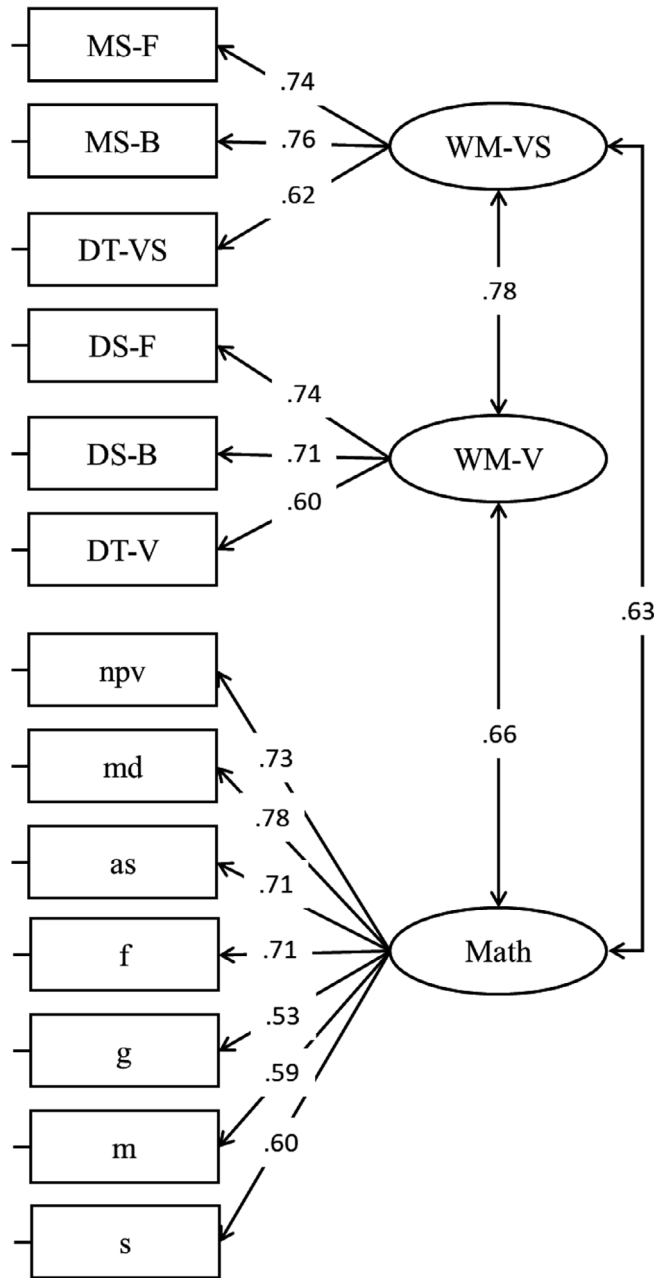 MS-F
.74
MS-B
.76
WM-VS
.62
DT-VS
.78
DS-F
.74
DS-B
.71
WM-V
.60
DT-V
.63
npv
.66
.73
md
.78
as
.71
f
.71
Math
.53
g
.59
m
.60
s